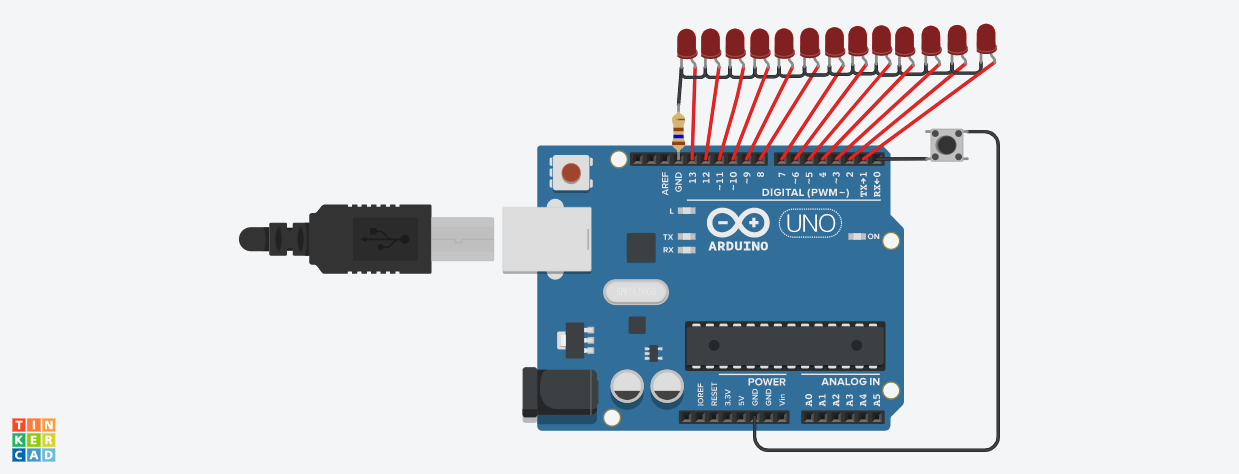 AREF
GND
13
12
~11
~10
~9
8
7
~6
~5
4
~3
2
TX→1
RX←0
DIGITAL (PWM~)
L
TX
RX
ARDUINO
UNO
ON
POWER
ANALOG IN
IOREF
RESET
3.3V
5V
GND
GND
Vin
A0
A1
A2
A3
A4
A5
TIN
KER
CAD